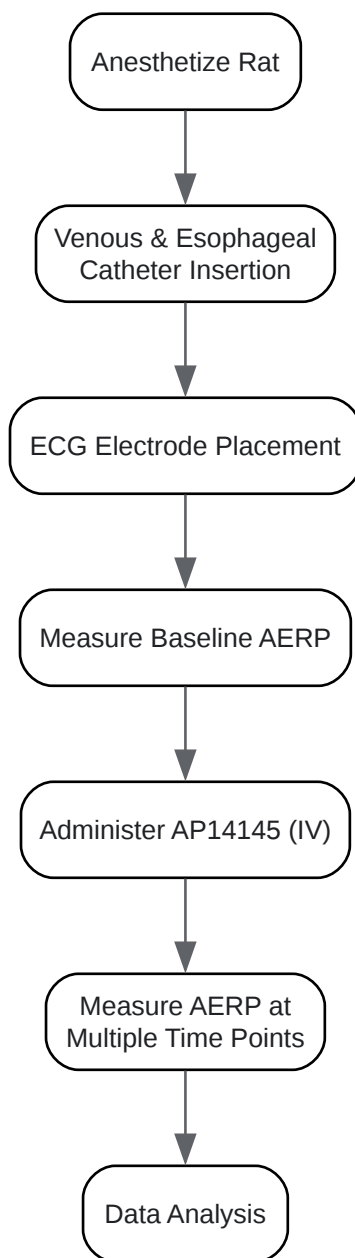 Anesthetize Rat
Venous & Esophageal
Catheter Insertion
ECG Electrode Placement
Measure Baseline AERP
Administer AP14145 (IV)
Measure AERP at
Multiple Time Points
Data Analysis